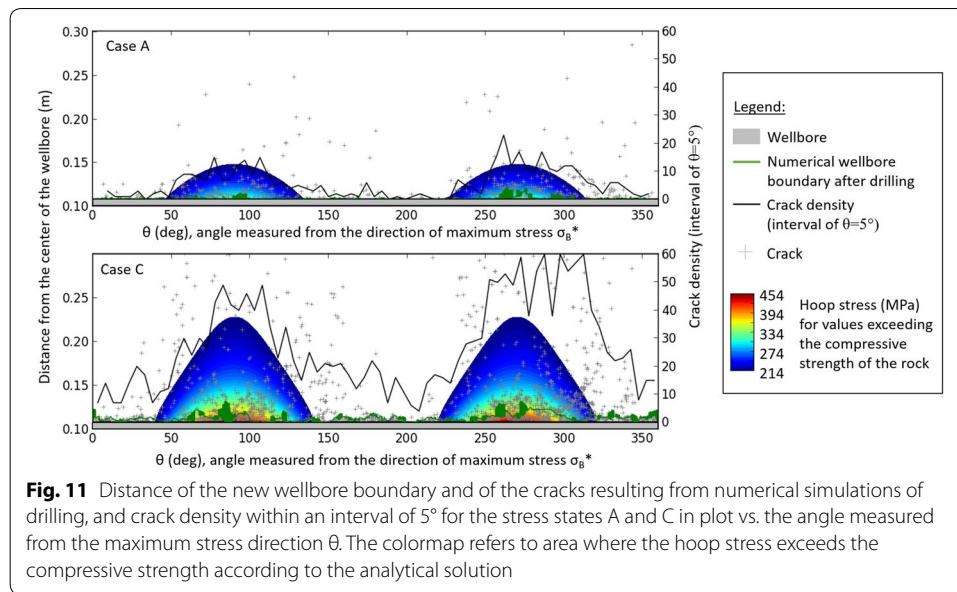 0.30
0.25
0.20
0.15
0.10
Case A
60
50
40
30
20
10
0
0 50 100 150 200 250 300 350
θ (deg), angle measured from the direction of maximum stress σB*
Case C
0.25
0.20
0.15
0.10
60
50
40
30
20
10
0
0 50 100 150 200 250 300 350
θ (deg), angle measured from the direction of maximum stress σB*
Distance from the center of the wellbore (m)
Crack density (interval of θ=5°)
Legend:
Wellbore
Numerical wellbore
boundary after drilling
Crack density
(interval of θ=5°)
Crack
454
394
334
274
214
Hoop stress (MPa)
for values exceeding
the compressive
strength of the rock
Fig. 11 Distance of the new wellbore boundary and of the cracks resulting from numerical simulations of
drilling, and crack density within an interval of 5° for the stress states A and C in plot vs. the angle measured
from the maximum stress direction θ. The colormap refers to area where the hoop stress exceeds the
compressive strength according to the analytical solution